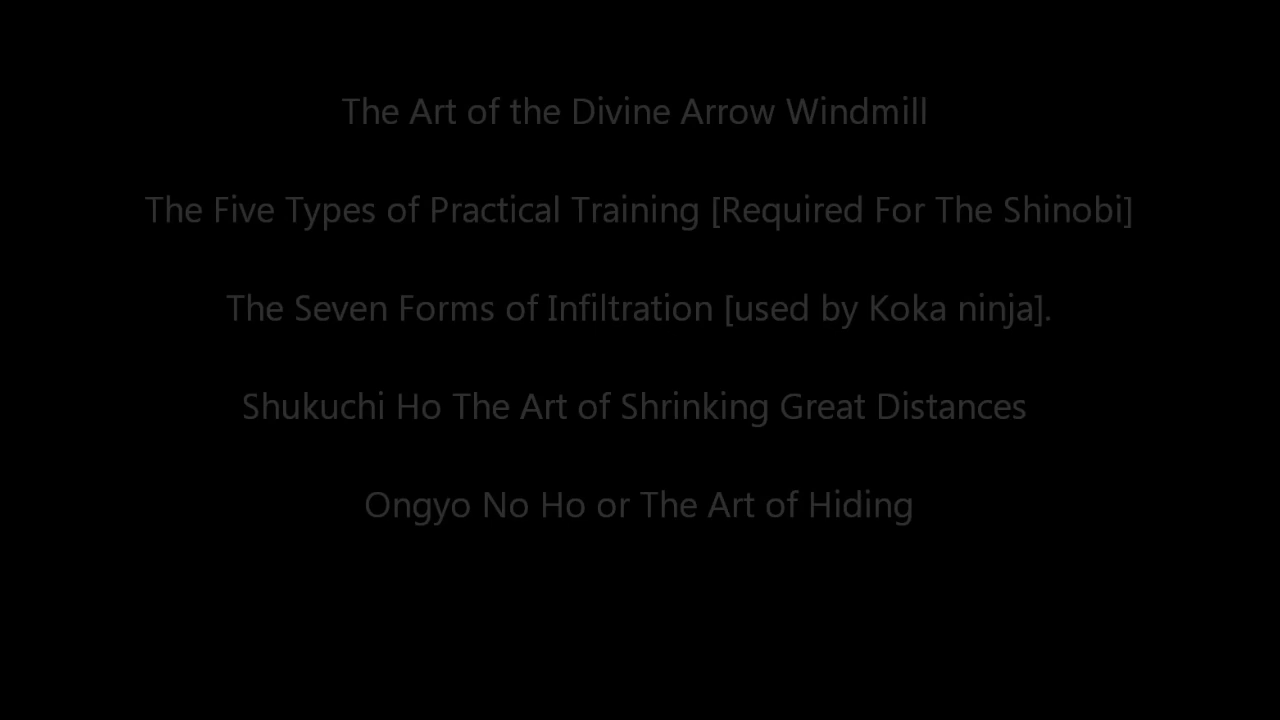 The Art of the Divine Arrow Windmill
The Five Types of Practical Training [Required For The Shinobi]
The Seven Forms of Infiltration [used by Koka ninja].
Shukuchi Ho The Art of Shrinking Great Distances
Ongyo No Ho or The Art of Hiding